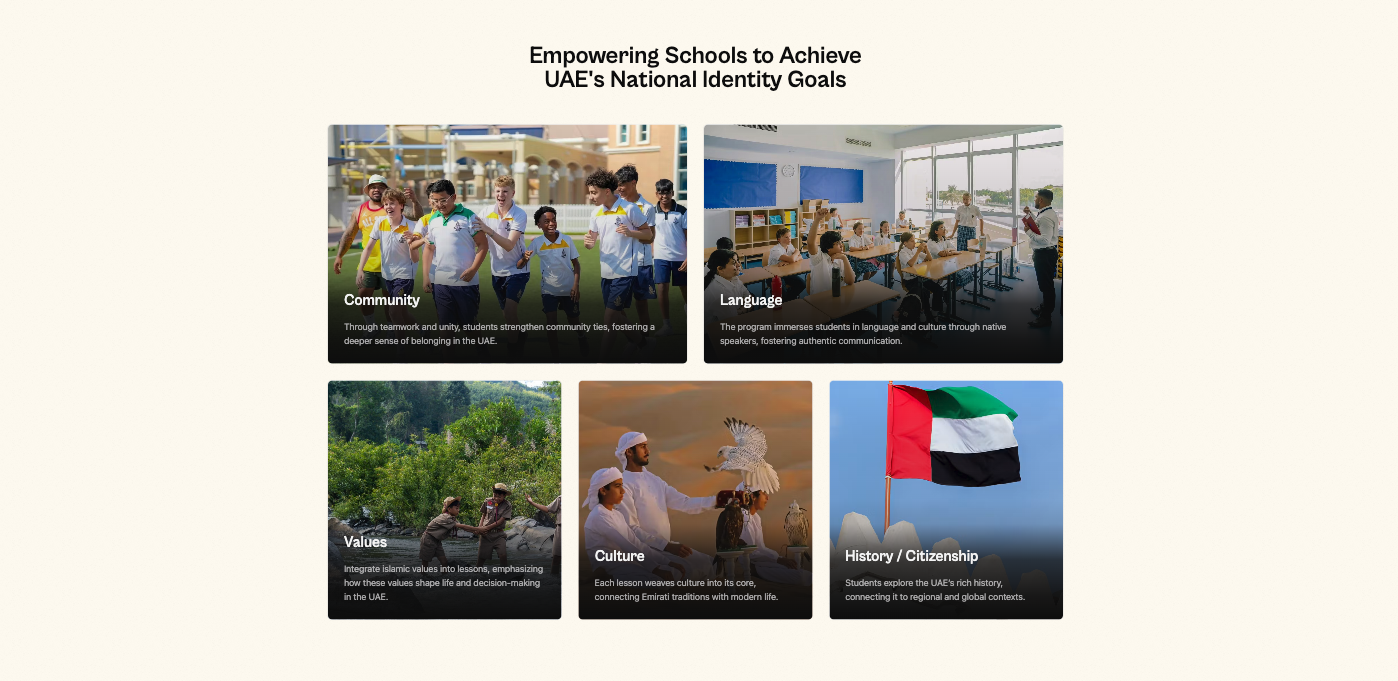 Empowering Schools to Achieve
UAE's National Identity Goals
Community
Through teamwork and unity, students strengthen community ties, fostering a
deeper sense of belonging in the UAE.
Language
The program immerses students in language and culture through native
speakers, fostering authentic communication.
Values
Integrate Islamic values into lessons, emphasizing
how these values shape life and decision-making
in the UAE.
Culture
Each lesson weaves culture into its core,
connecting Emirati traditions with modern life.
History / Citizenship
Students explore the UAE's rich history,
connecting it to regional and global contexts.